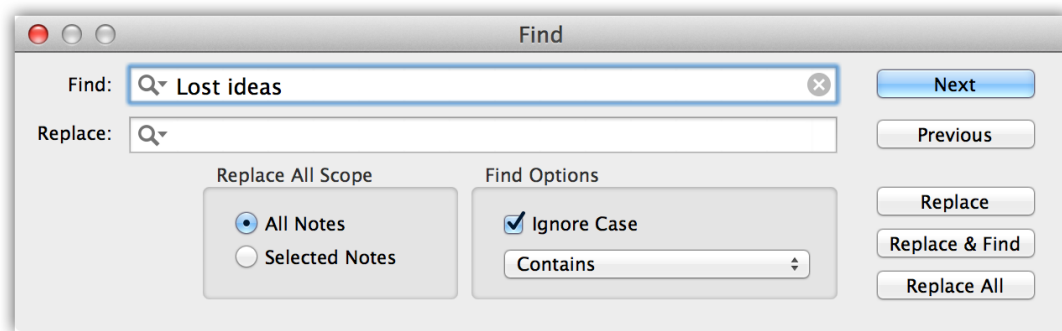 Find
Find: Lost ideas Next
Replace: Previous
Replace All Scope Find Options
All Notes Ignore Case Replace
Selected Notes Contains Replace & Find
Replace All